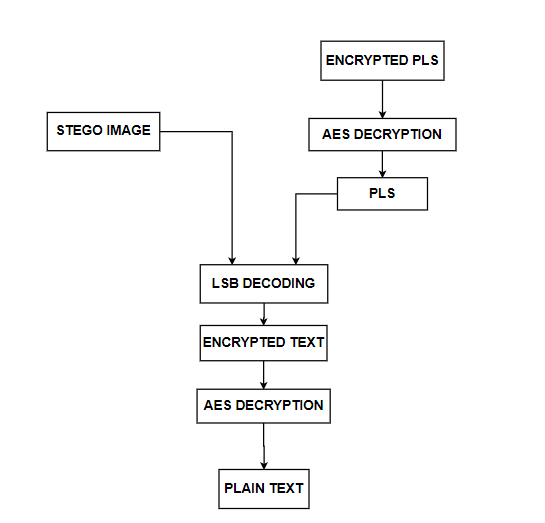 ENCRYPTED PLS
STEGO IMAGE
AES DECRYPTION
PLS
LSB DECODING
ENCRYPTED TEXT
AES DECRYPTION
PLAIN TEXT